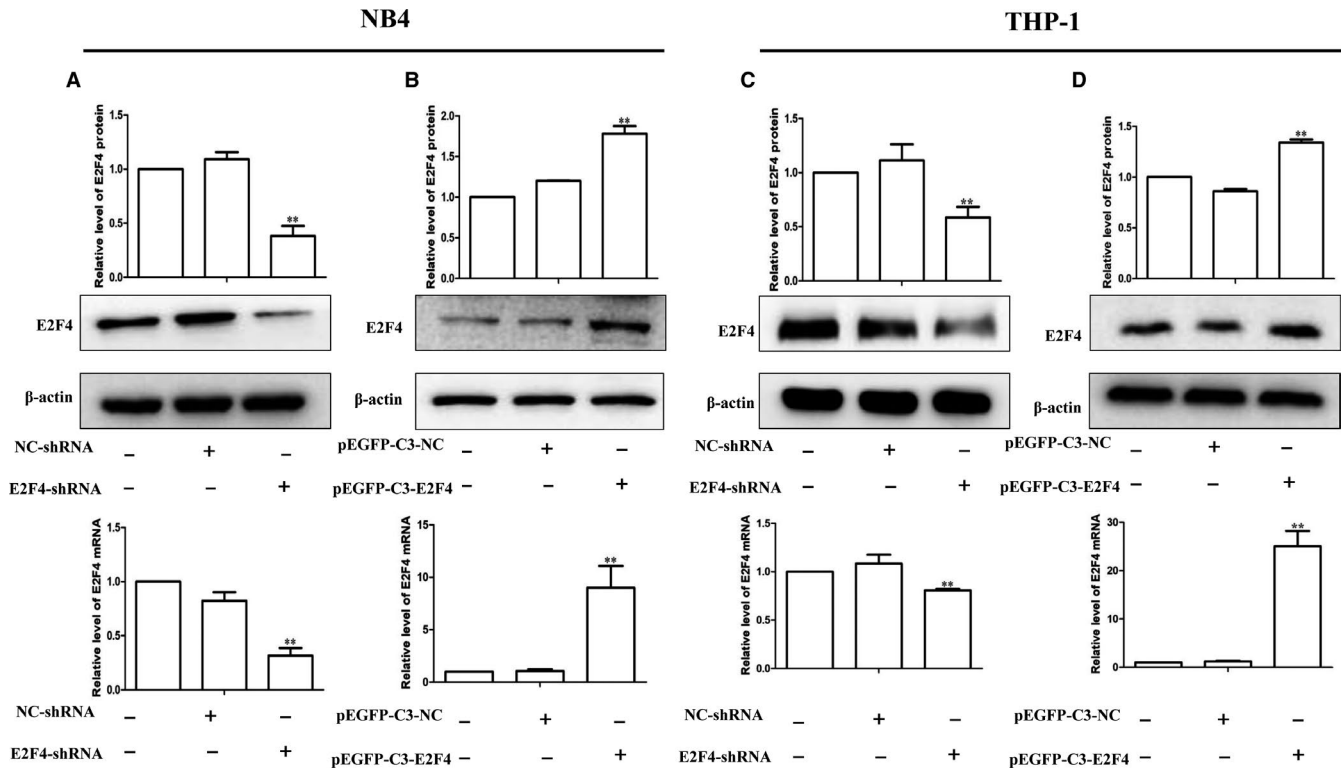 NB4
THP-1
A
B
C
D
Relative level of E2F4 protein
1.5
1.0
0.5
0.0
**
Relative level of E2F4 protein
2.0
1.5
1.0
0.5
0.0
**
Relative level of E2F4 protein
1.5
1.0
0.5
0.0
**
Relative level of E2F4 protein
1.5
1.0
0.5
0.0
**
E2F4
E2F4
E2F4
E2F4
β-actin
β-actin
β-actin
β-actin
NC-shRNA – + –
E2F4-shRNA – – +
pEGFP-C3-NC – + –
pEGFP-C3-E2F4 – – +
NC-shRNA – + –
E2F4-shRNA – – +
pEGFP-C3-NC – + –
pEGFP-C3-E2F4 – – +
Relative level of E2F4 mRNA
1.5
1.0
0.5
0.0
**
Relative level of E2F4 mRNA
15
10
5
0
**
Relative level of E2F4 mRNA
1.5
1.0
0.5
0.0
**
Relative level of E2F4 mRNA
30
20
10
0
**
NC-shRNA – + –
E2F4-shRNA – – +
pEGFP-C3-NC – + –
pEGFP-C3-E2F4 – – +
NC-shRNA – + –
E2F4-shRNA – – +
pEGFP-C3-NC – + –
pEGFP-C3-E2F4 – – +